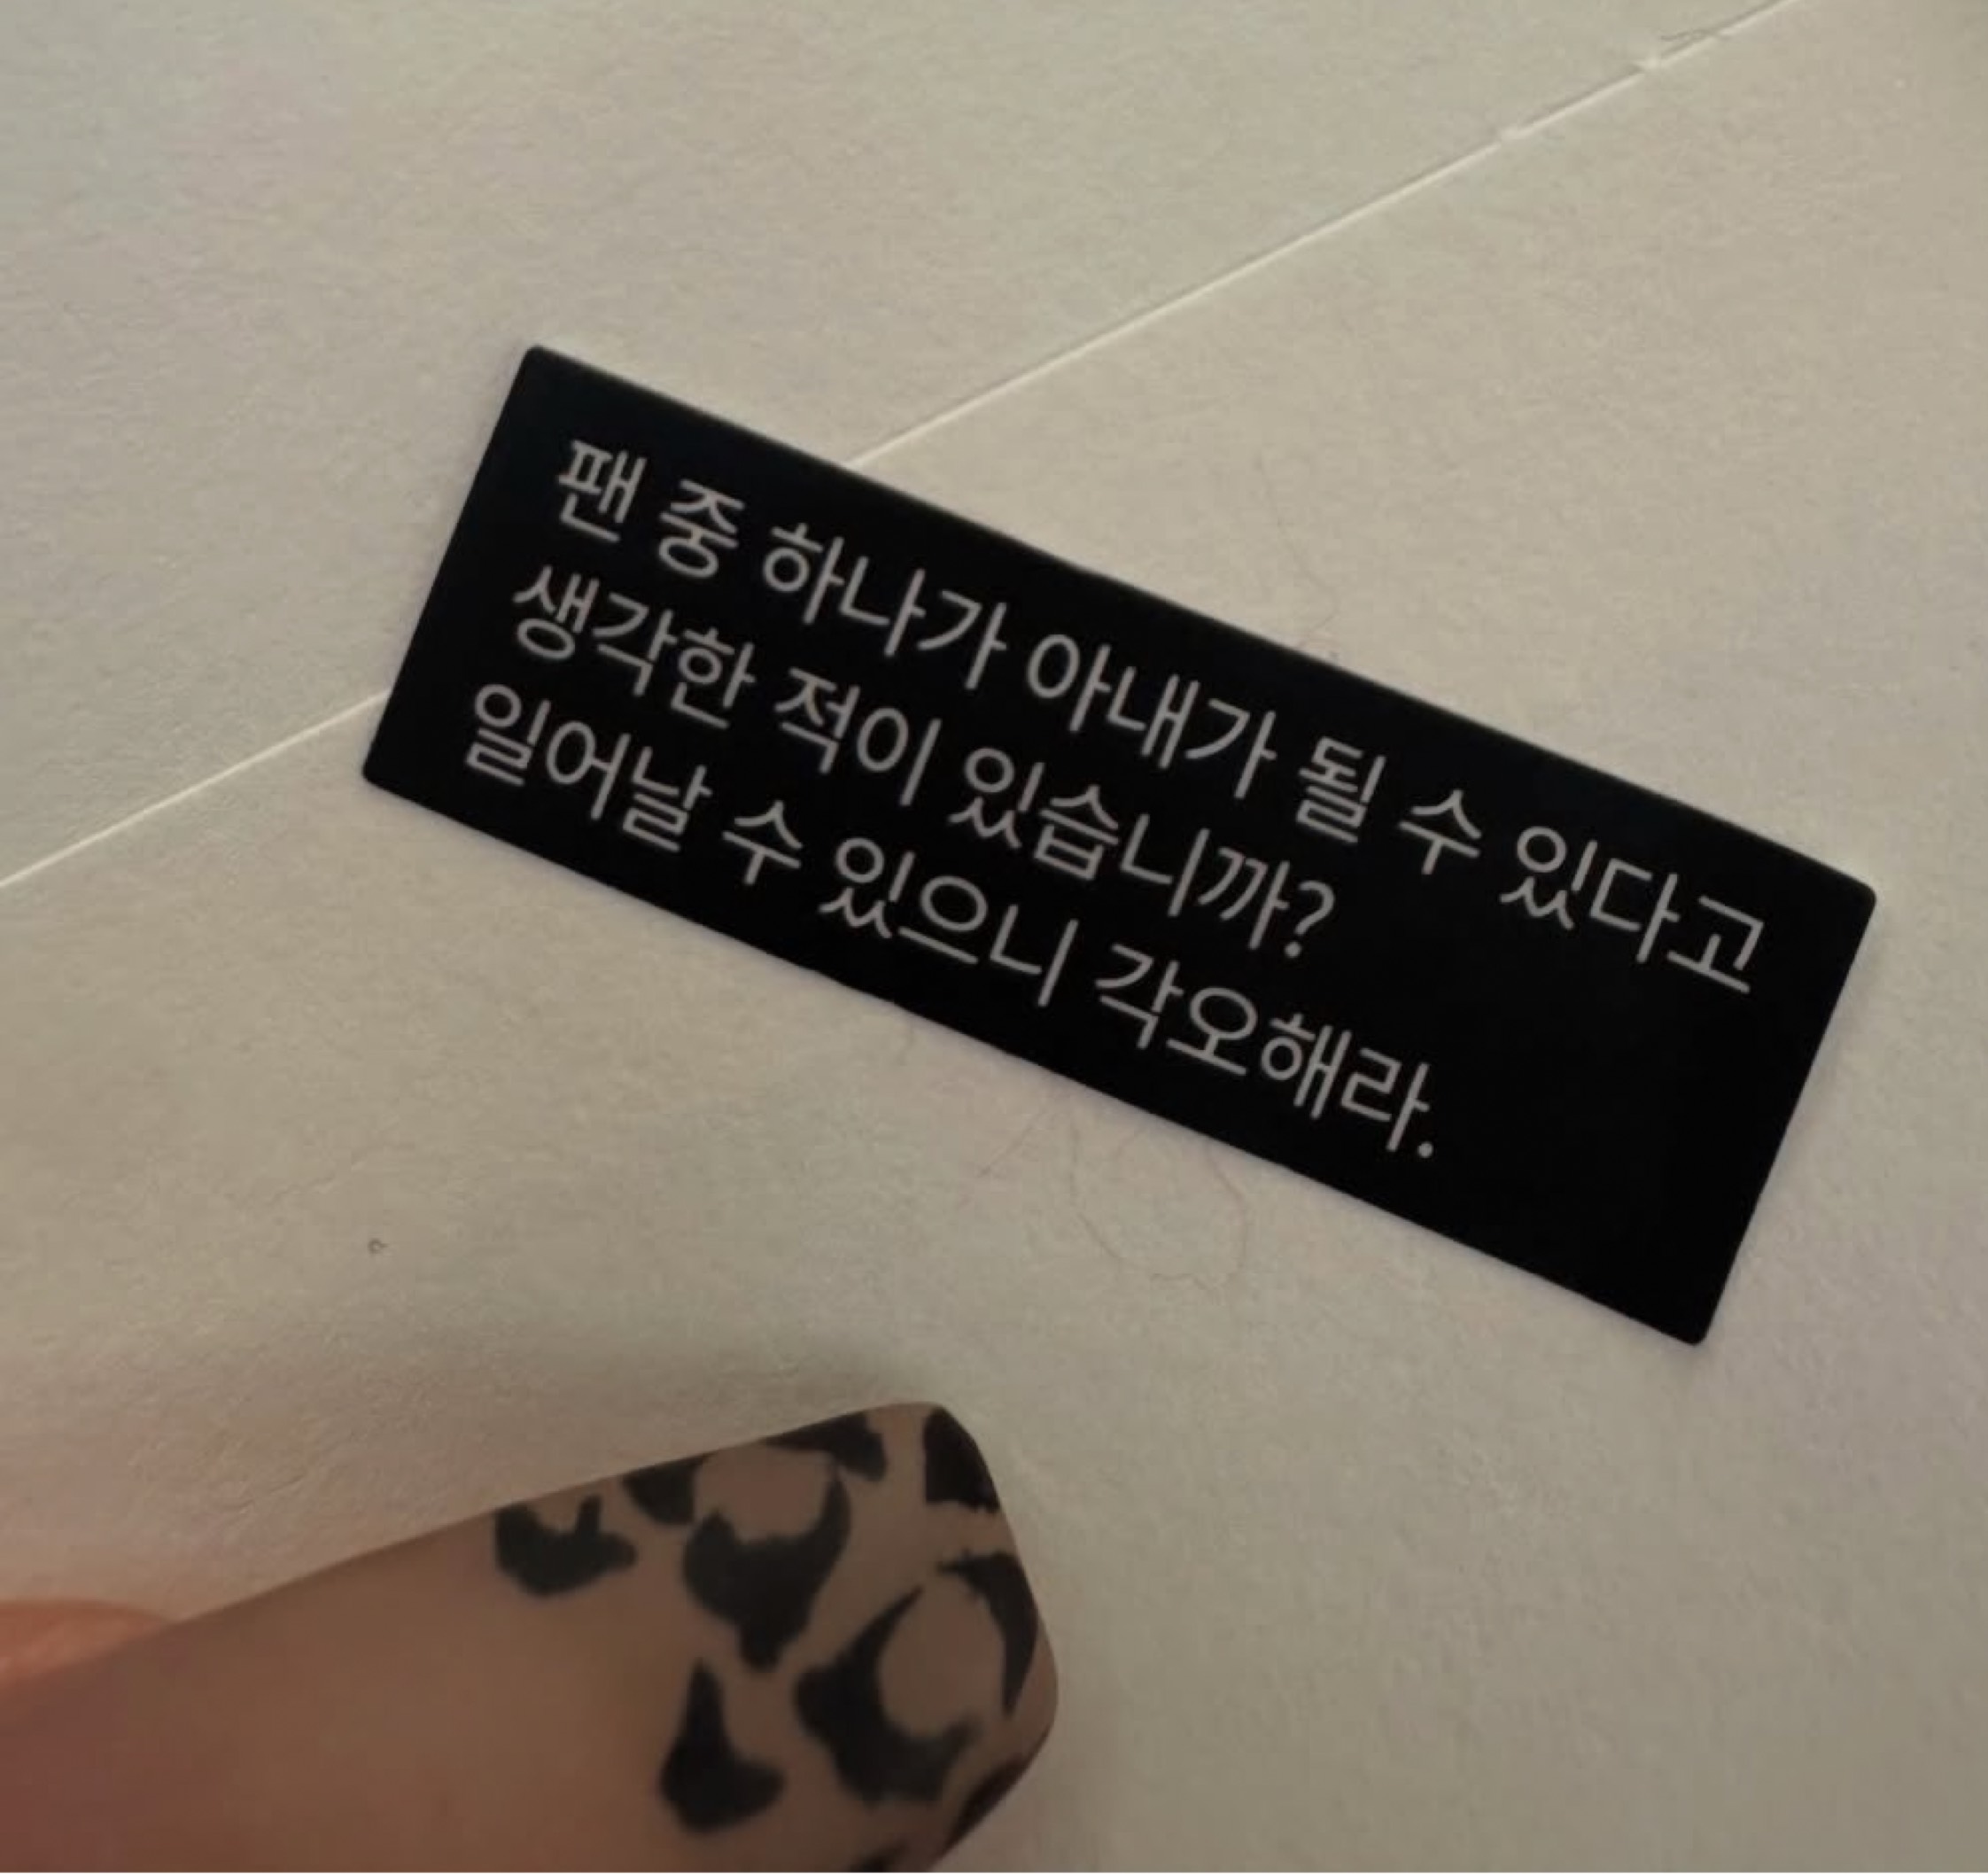 팬 중 하나가 아내가 될 수 있다고
생각한 적이 있습니까?
일어날 수 있으니 각오해라.